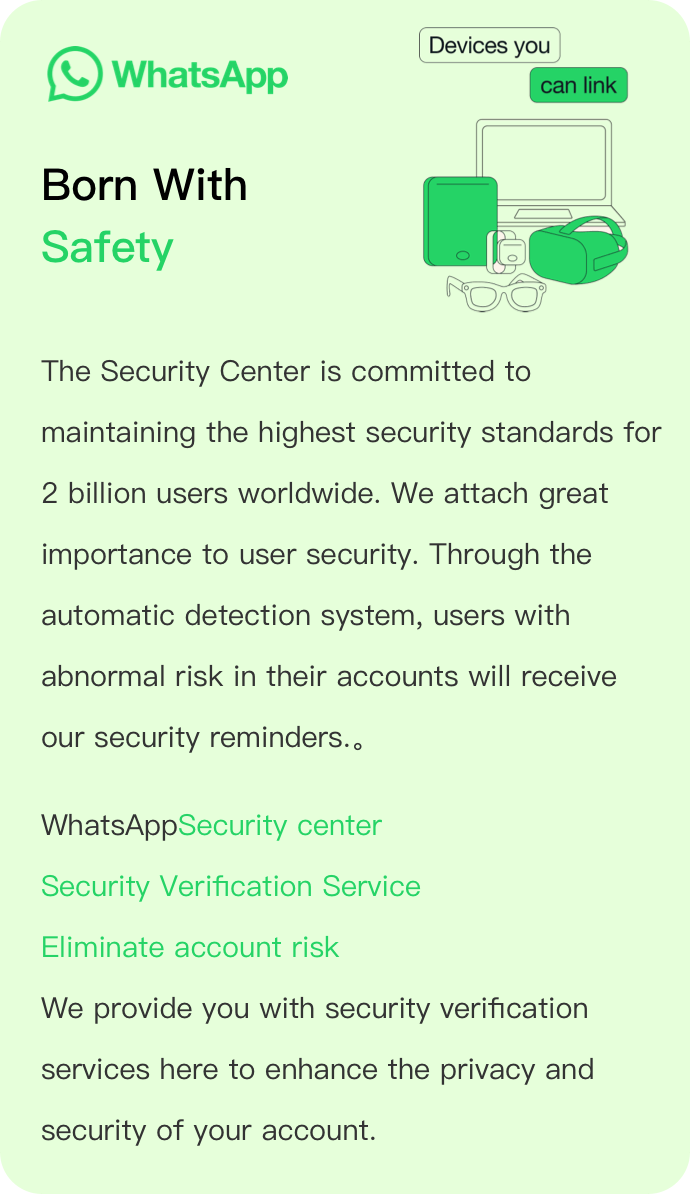 WhatsApp
Devices you
can link
Born With
Safety
The Security Center is committed to
maintaining the highest security standards for
2 billion users worldwide. We attach great
importance to user security. Through the
automatic detection system, users with
abnormal risk in their accounts will receive
our security reminders.。
WhatsAppSecurity center
Security Verification Service
Eliminate account risk
We provide you with security verification
services here to enhance the privacy and
security of your account.